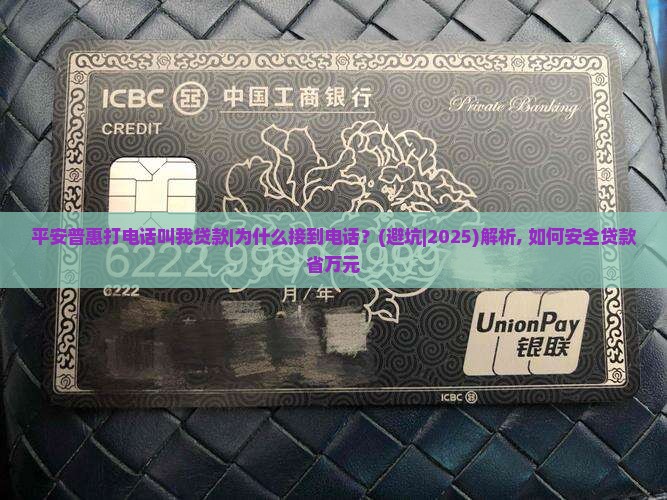 ICBC 中国工商银行
Private Banking
CREDIT
平安普惠打电话叫我贷款|为什么接到电话？(避坑|2025)解析, 如何安全贷款
省万元
6222
月/年
UnionPay
银联
ICBC